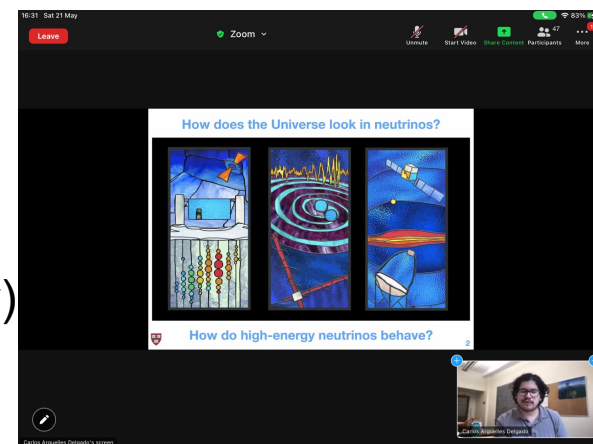 16:31 Sat 21 May
83%
Leave
Zoom
Unmute
Start Video
Share Content
47
Participants
More
How does the Universe look in neutrinos?
)
How do high-energy neutrinos behave?
2
Carlos Arguelles Delgado
Carlos Arguelles Delgado's screen